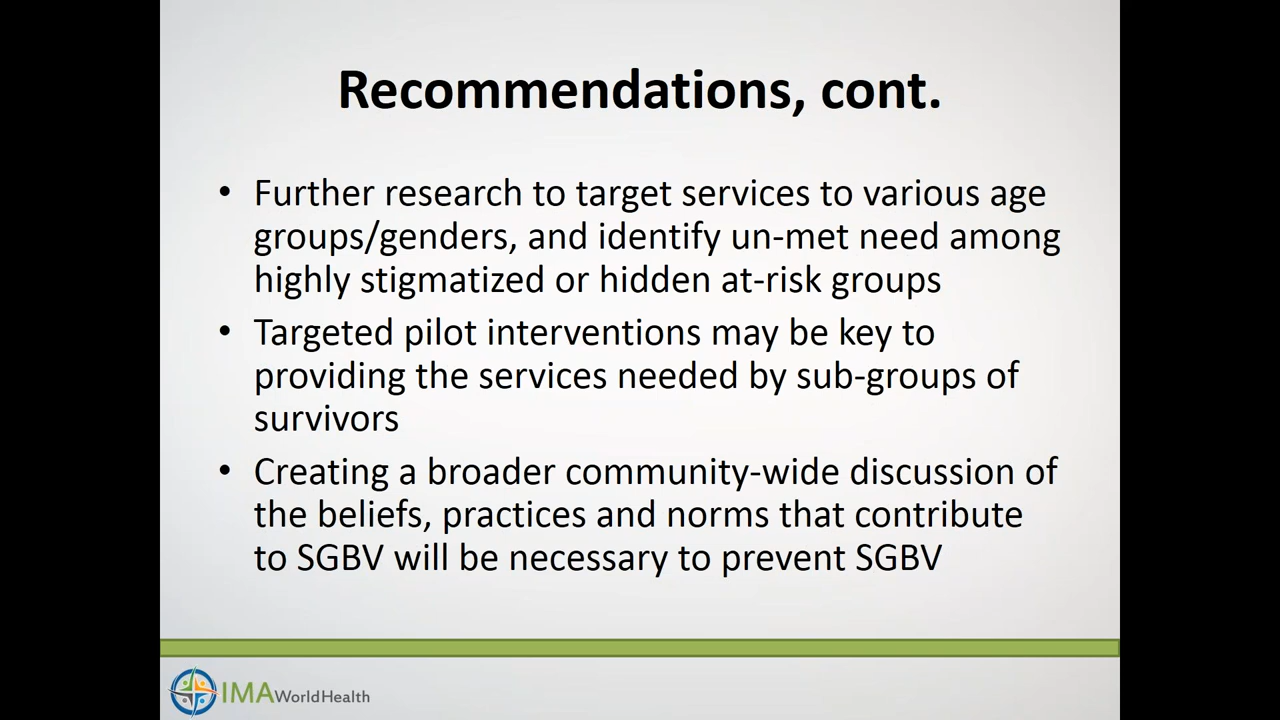 Recommendations, cont.
• Further research to target services to various age
groups/genders, and identify un-met need among
highly stigmatized or hidden at-risk groups
• Targeted pilot interventions may be key to
providing the services needed by sub-groups of
survivors
• Creating a broader community-wide discussion of
the beliefs, practices and norms that contribute
to SGBV will be necessary to prevent SGBV
IMAWorldHealth